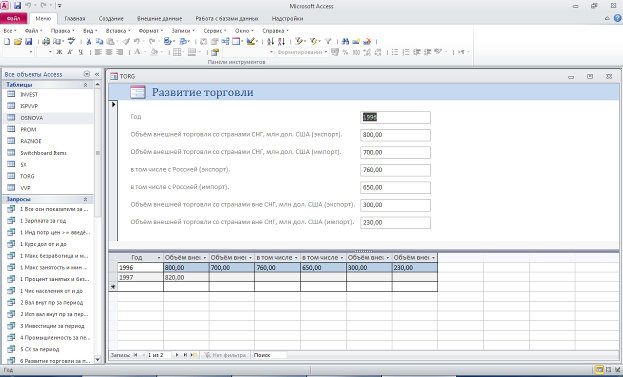 Microsoft Access
Файл Меню Главная Создание Внешние данные Работа с базами данных Надстройки
Все Файл Правка Вид Вставка Формат Записи Сервис Окно Справка
Форматирование
Ж К Ч
Панели инструментов
Все объекты Access
Таблицы
INVEST
ISPVVP
OSNOVA
PROM
RAZNOE
Switchboard Items
SX
TORG
VVP
Запросы
1 Все осн показатели за ...
1 Зарплата за год
1 Инд потр цен >= введе...
1 Курс дол от и до
1 Макс безработица и м...
1 Макс занятость и мин ...
1 Процент занятых и без...
1 Чис населения от и до
2 Вал внут пр за период
2 Исп вал внут пр за пер...
3 Инвестиции за период
4 Промышленность за пе...
5 СХ за период
6 Развитие торговли за п...
TORG
Развитие торговли
Год 1996
Объём внешней торговли со странами СНГ, млн дол. США (экспорт). 800,00
Объём внешней торговли со странами СНГ, млн дол. США (импорт). 700,00
в том числе с Россией (экспорт). 760,00
в том числе с Россией (импорт). 650,00
Объём внешней торговли со странами вне СНГ, млн дол. США (экспорт). 300,00
Объём внешней торговли со странами вне СНГ, млн дол. США (импорт). 230,00
Год Объём внеш Объём внеш в том числе в том числе Объём внеш Объём внеш
1996 800,00 700,00 760,00 650,00 300,00 230,00
1997 820,00
Запись: 1 из 2 Нет фильтра Поиск
Год